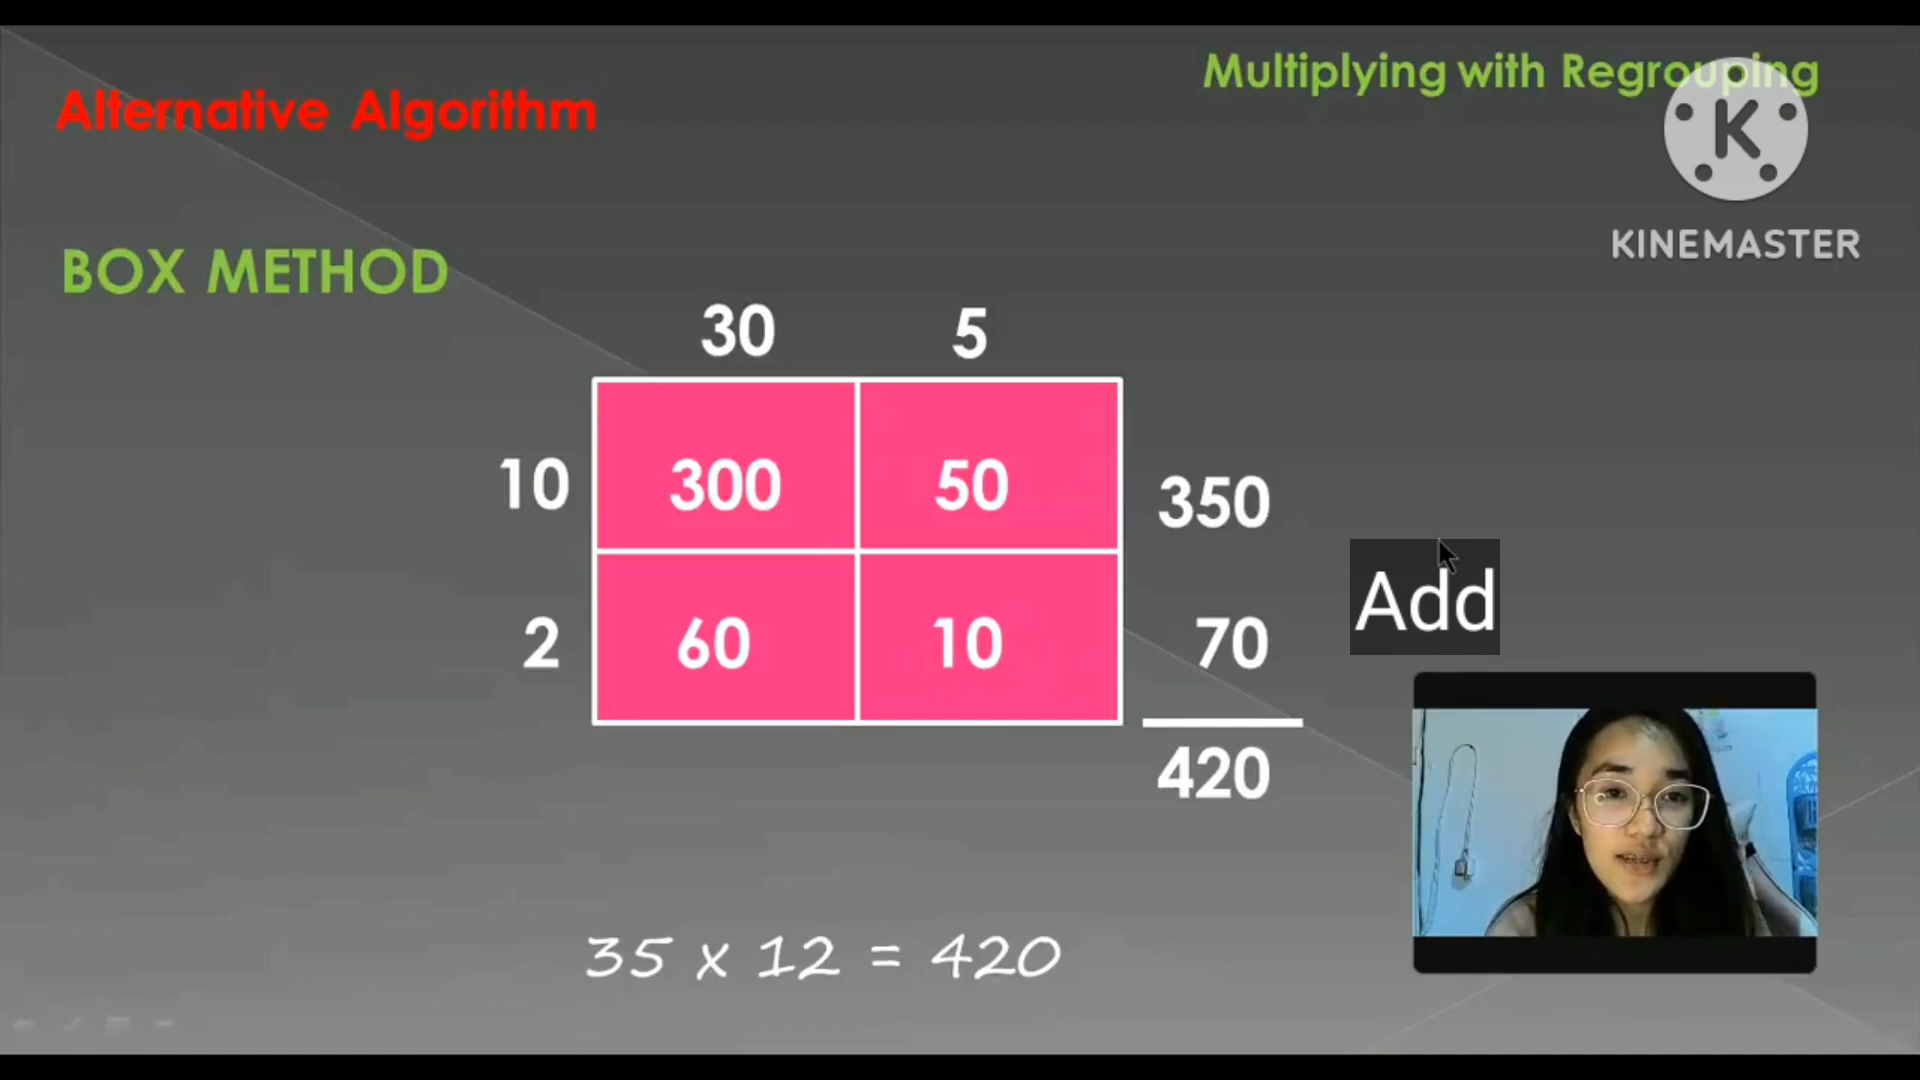 Multiplying with Regrouping
Alternative Algorithm
K
KINEMASTER
BOX METHOD
30 5
10 300 50 350
Add
2 60 10 70
420
35 x 12 = 420